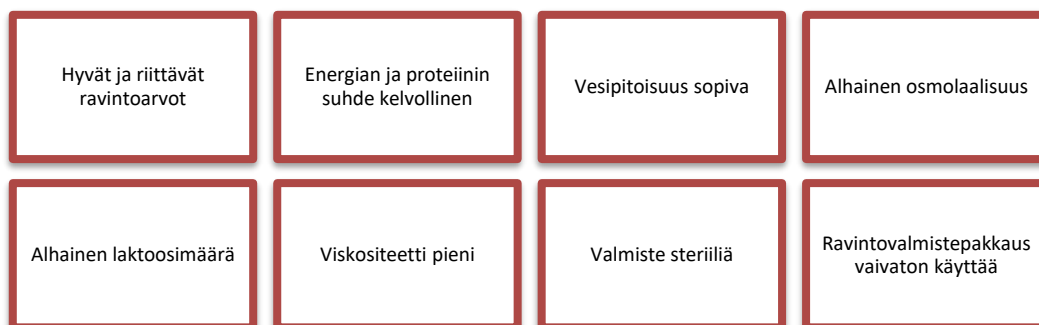 Hyvät ja riittävät
ravintoarvot
Energian ja proteiinin
suhde kelvollinen
Vesipitoisuus sopiva
Alhainen osmolaalisuus
Alhainen laktoosimäärä
Viskositeetti pieni
Valmiste steriiliä
Ravintovalmistepakkaus
vaivaton käyttää